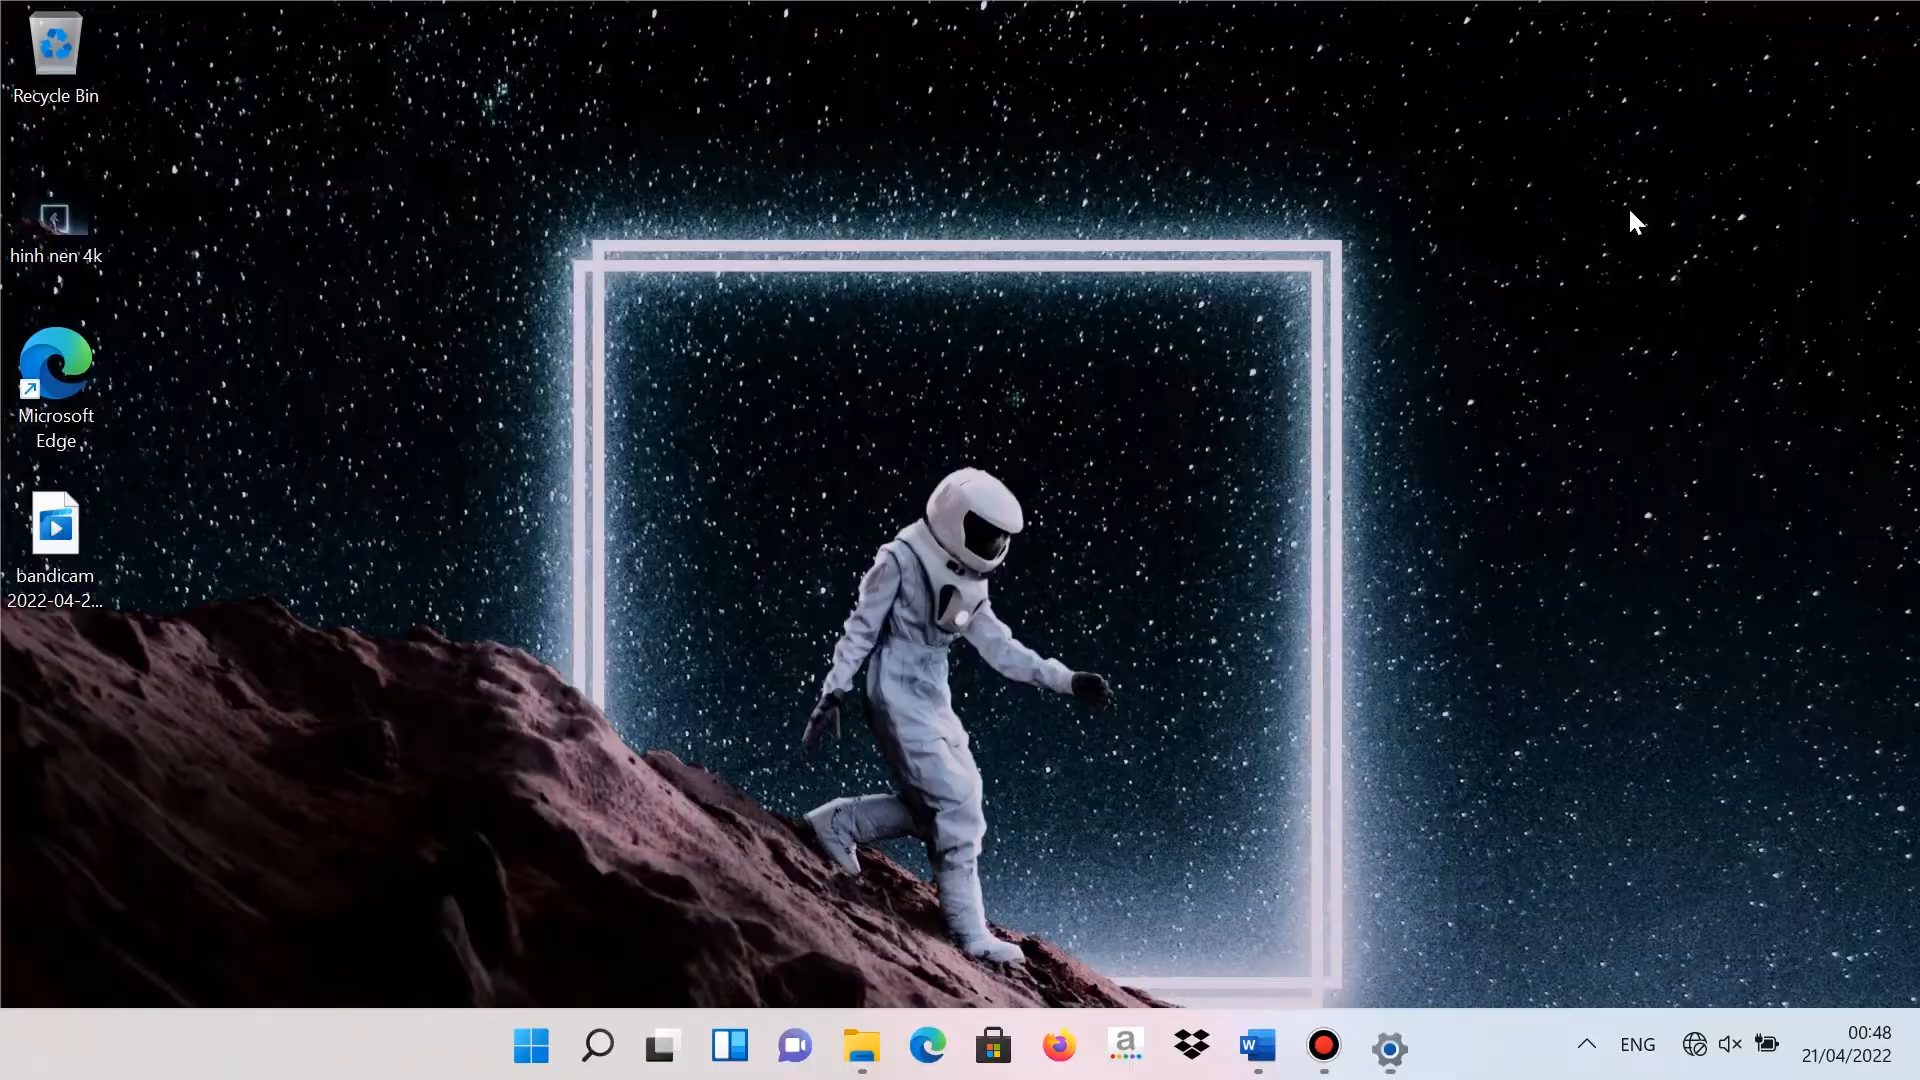 Recycle Bin
hinh nen 4k
Microsoft
Edge
bandicam
2022-04-2...
a
W
ENG
00:48
21/04/2022